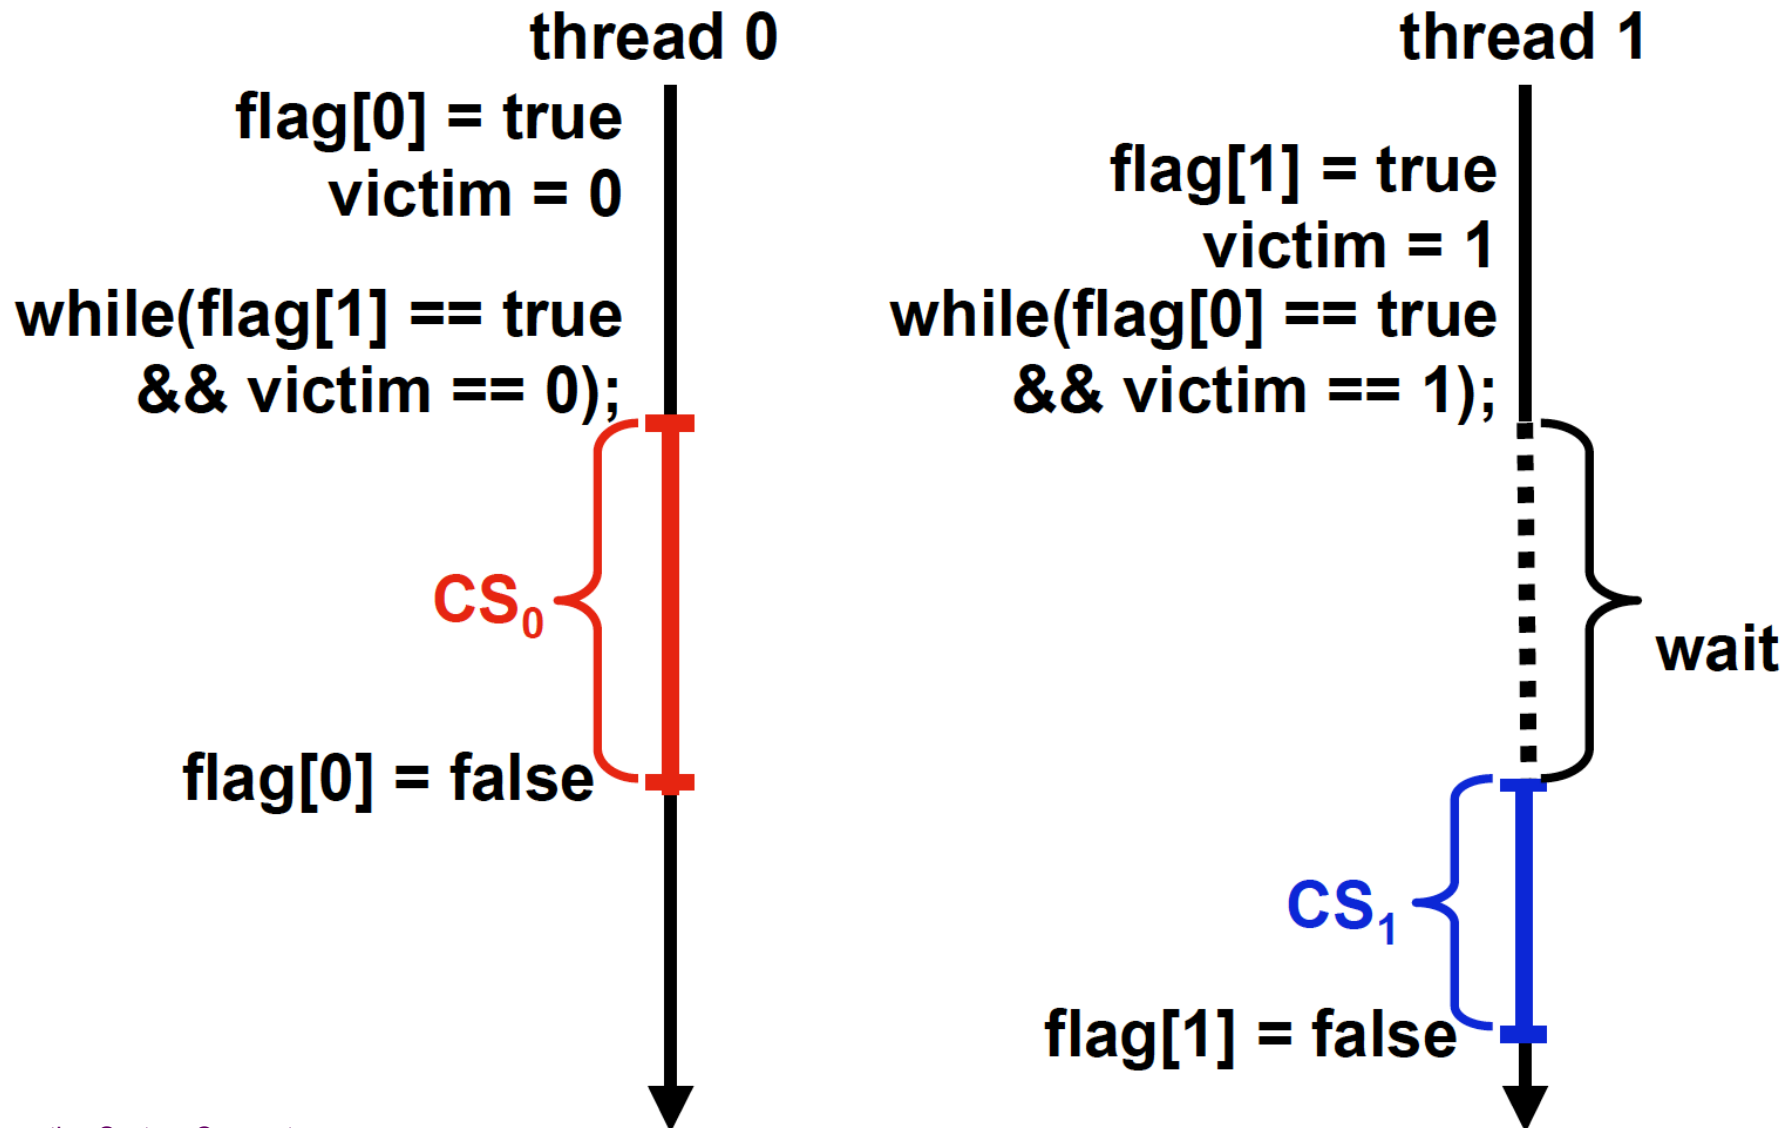 thread 0
flag[0] = true
victim = 0
while(flag[1] == true
&& victim == 0);
CS₀
flag[0] = false
thread 1
flag[1] = true
victim = 1
while(flag[0] == true
&& victim == 1);
wait
CS₁
flag[1] = false